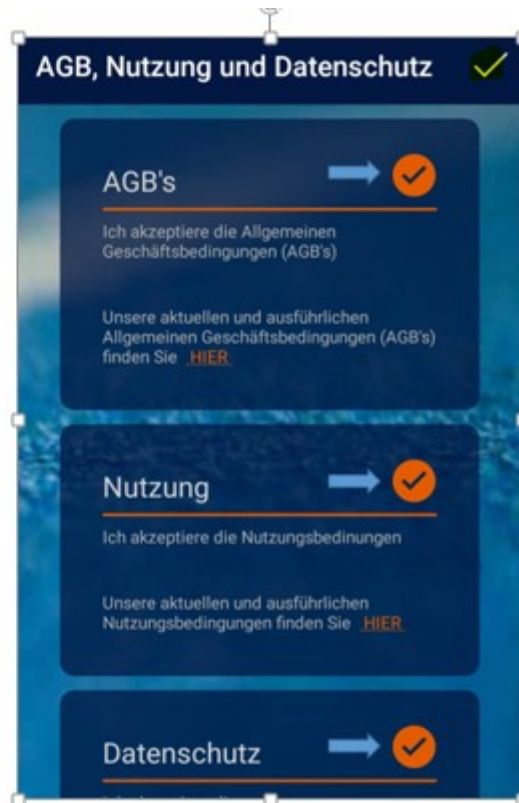 AGB, Nutzung und Datenschutz
AGB's
Ich akzeptiere die Allgemeinen
Geschäftsbedingungen (AGB's)
Unsere aktuellen und ausführlichen
Allgemeinen Geschäftsbedingungen (AGB's)
finden Sie HIER
Nutzung
Ich akzeptiere die Nutzungsbedinungen
Unsere aktuellen und ausführlichen
Nutzungsbedingungen finden Sie HIER
Datenschutz